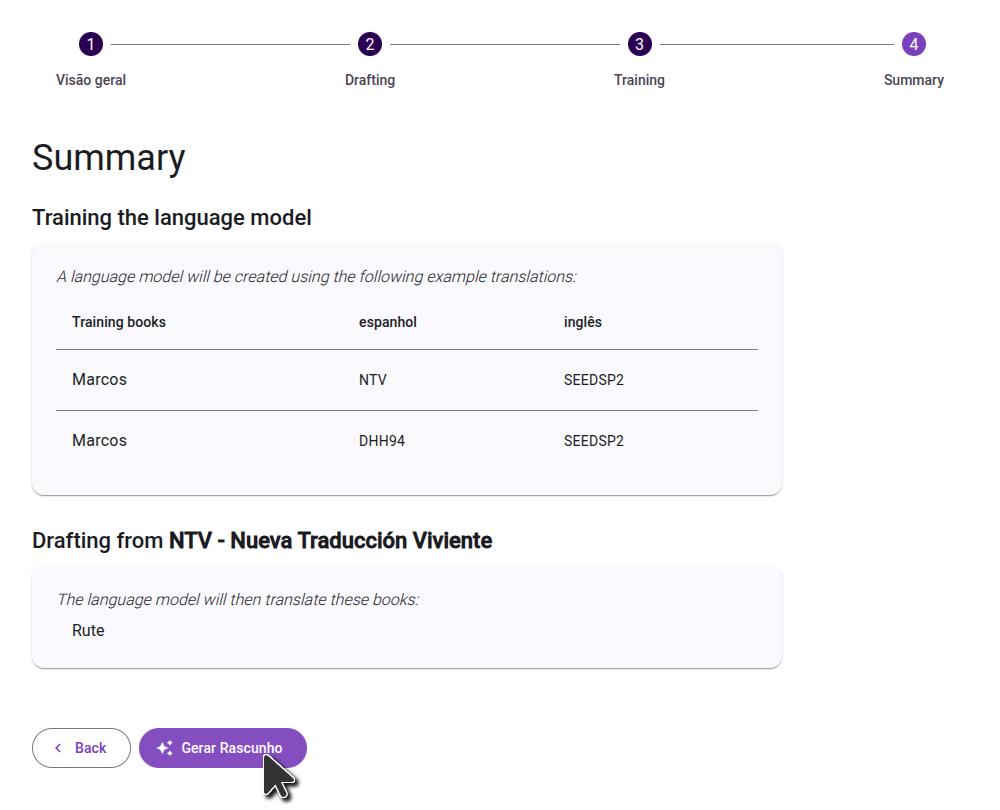 1 2 3 4
Visão geral Drafting Training Summary
Summary
Training the language model
A language model will be created using the following example translations:
Training books espanhol inglês
Marcos NTV SEEDSP2
Marcos DHH94 SEEDSP2
Drafting from NTV - Nueva Traducción Viviente
The language model will then translate these books:
Rute
Back Gerar Rascunho